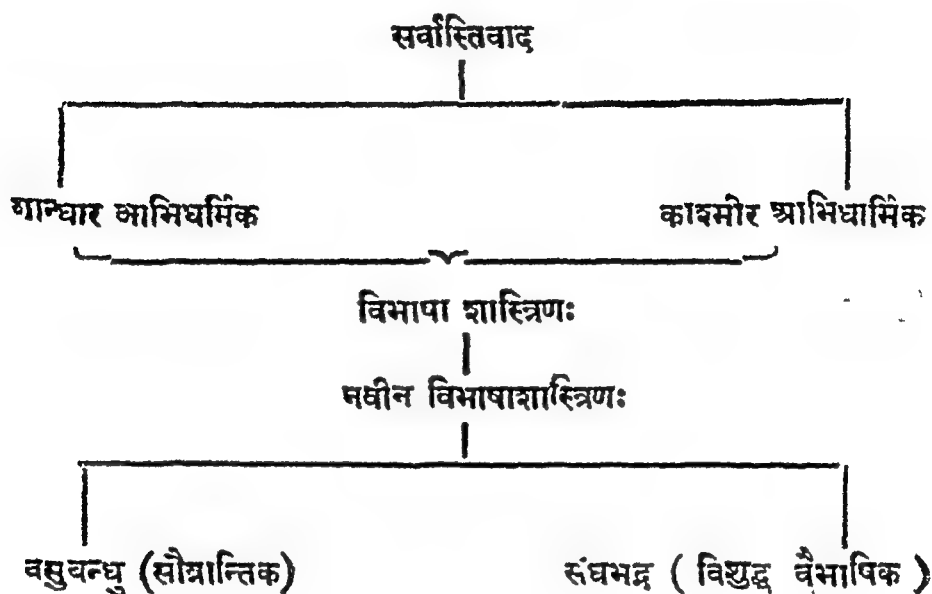 सर्वास्तिवाद
गान्धार आभिधर्मिक काश्मीर आभिधार्मिक
विभाषा शास्त्रिणः
नवीन विभाषाशास्त्रिणः
वसुबन्धु (सौत्रान्तिक) संघभद्र ( विशुद्ध वैभाषिक )